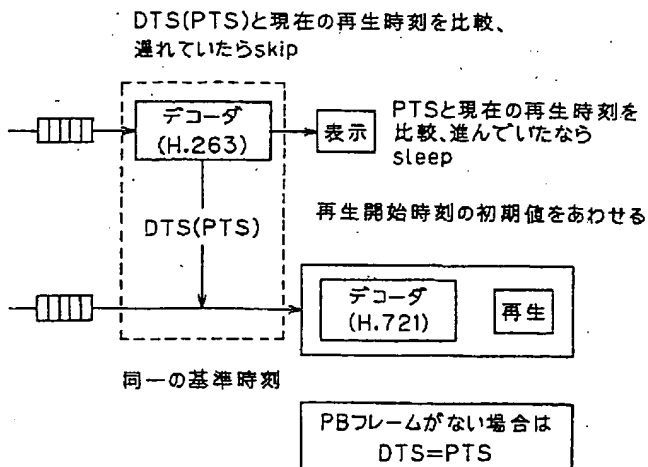 DTS(PTS)と現在の再生時刻を比較、
遅れていたらskip
デコーダ
(H.263)
表示
PTSと現在の再生時刻を
比較、進んでいたなら
sleep
DTS(PTS)
再生開始時刻の初期値をあわせる
デコーダ
(H.721)
再生
同一の基準時刻
PBフレームがない場合は
DTS=PTS